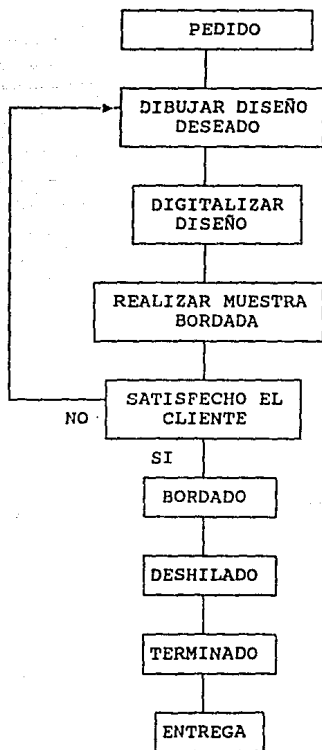 PEDIDO
DIBUJAR DISEÑO
DESEADO
DIGITALIZAR
DISEÑO
REALIZAR MUESTRA
BORDADA
SATISFECHO EL
CLIENTE
NO
SI
BORDADO
DESHILADO
TERMINADO
ENTREGA